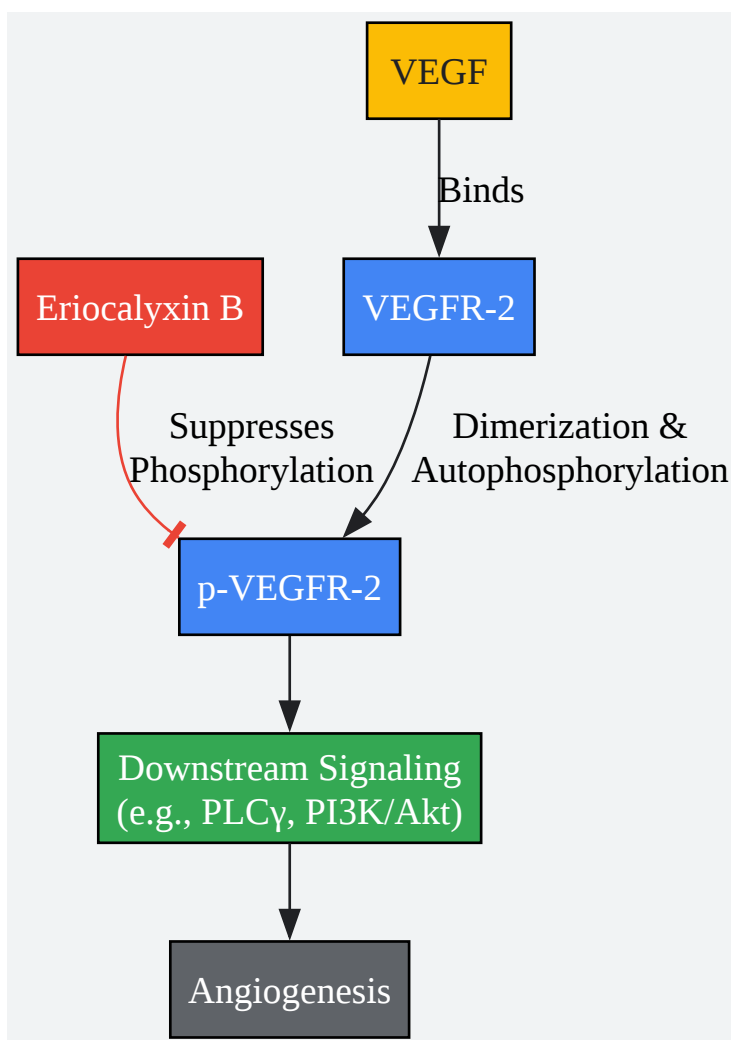 VEGF
Binds
Eriocalyxin B
VEGFR-2
Suppresses
Phosphorylation
Dimerization &
Autophosphorylation
p-VEGFR-2
Downstream Signaling
(e.g., PLCγ, PI3K/Akt)
Angiogenesis